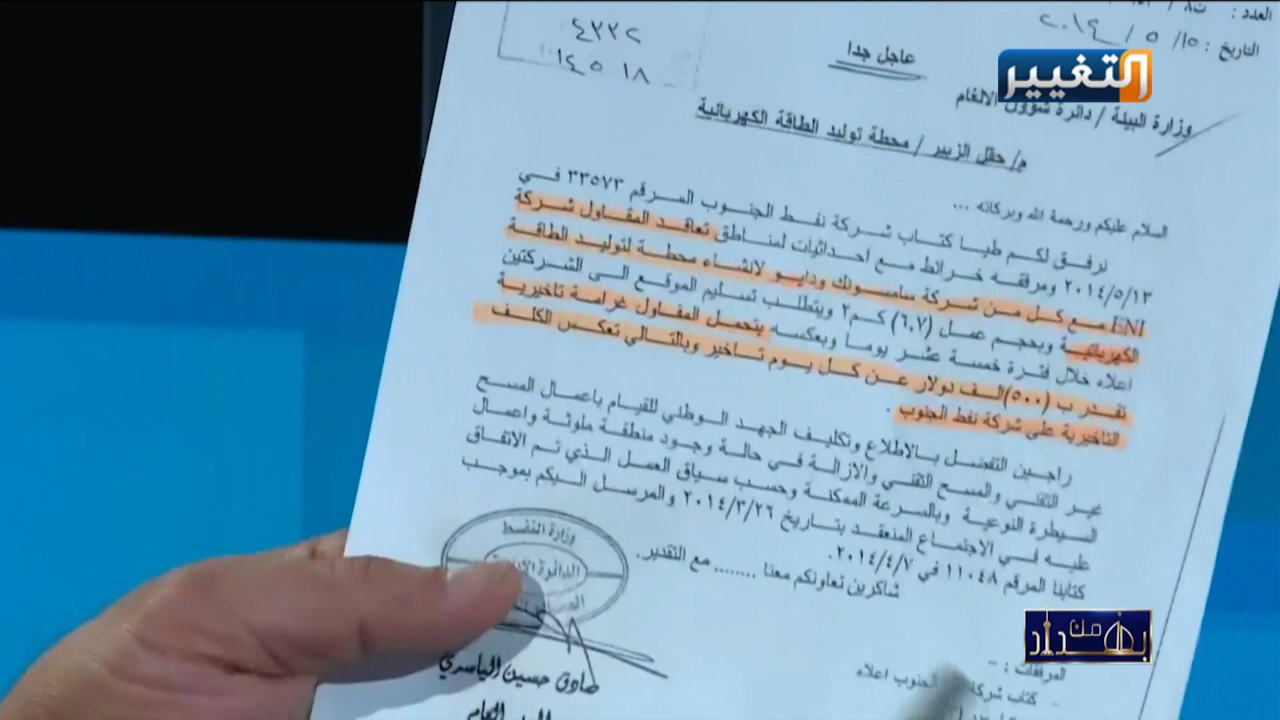 العدد :
التاريخ : ٢٠١٤/٥/١٥
٤٣٣٢
١٤ ٥ ١٨
عاجل جدا
التغيير
وزارة البيئة / دائرة شؤون الالغام
م/ حقل الزبير / محطة توليد الطاقة الكهربائية
السلام عليكم ورحمة الله وبركاته ...
نرفق لكم طيا كتاب شركة نفط الجنوب المرقم ٣٣٥٧٣ في
٢٠١٤/٥/١٣ ومرفقه خرائط مع احداثيات لمناطق تعاقد المقاول شركة
ENI مع كل من شركة سامسونك ودايو لانشاء محطة لتوليد الطاقة
الكهربائية وبحجم عمل (٦.٧) كم٢ ويتطلب تسليم الموقع الى الشركتين
اعلاه خلال فترة خمسة عشر يوما وبعكسه يتحمل المقاول غرامة تاخيرية
تقدر ب (٥٠٠)الف دولار عن كل يوم تاخير وبالتالي تعكس الكلف
التاخيرية على شركة نفط الجنوب .
راجين التفضل بالاطلاع وتكليف الجهد الوطني للقيام باعمال المسح
غير التقني والمسح التقني والازالة في حالة وجود منطقة ملوثة واعمال
السيطرة النوعية وبالسرعة الممكنة وحسب سياق العمل الذي تم الاتفاق
عليه في الاجتماع المنعقد بتاريخ ٢٠١٤/٣/٢٦ والمرسل اليكم بموجب
كتابنا المرقم ١١٠٤٨ في ٢٠١٤/٤/٧.
شاكرين تعاونكم معنا ........ مع التقدير.
وزارة النفط
الدائرة
صادق حسين الياسري
المرفقات : -
كتاب شركة الجنوب اعلاه
من بغداد